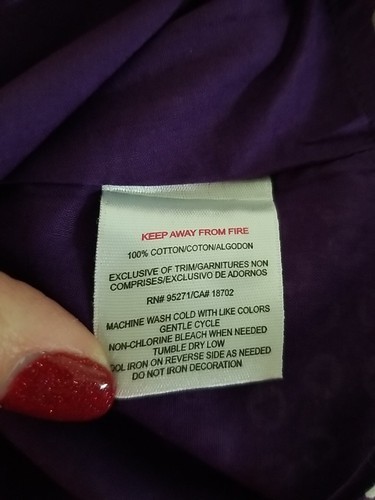 KEEP AWAY FROM FIRE
100% COTTON/COTON/ALGODON
EXCLUSIVE OF TRIM/GARNITURES NON
COMPRISES/EXCLUSIVO DE ADORNOS
RN# 95271/CA# 18702
MACHINE WASH COLD WITH LIKE COLORS
GENTLE CYCLE
NON-CHLORINE BLEACH WHEN NEEDED
TUMBLE DRY LOW
OOL IRON ON REVERSE SIDE AS NEEDED
DO NOT IRON DECORATION